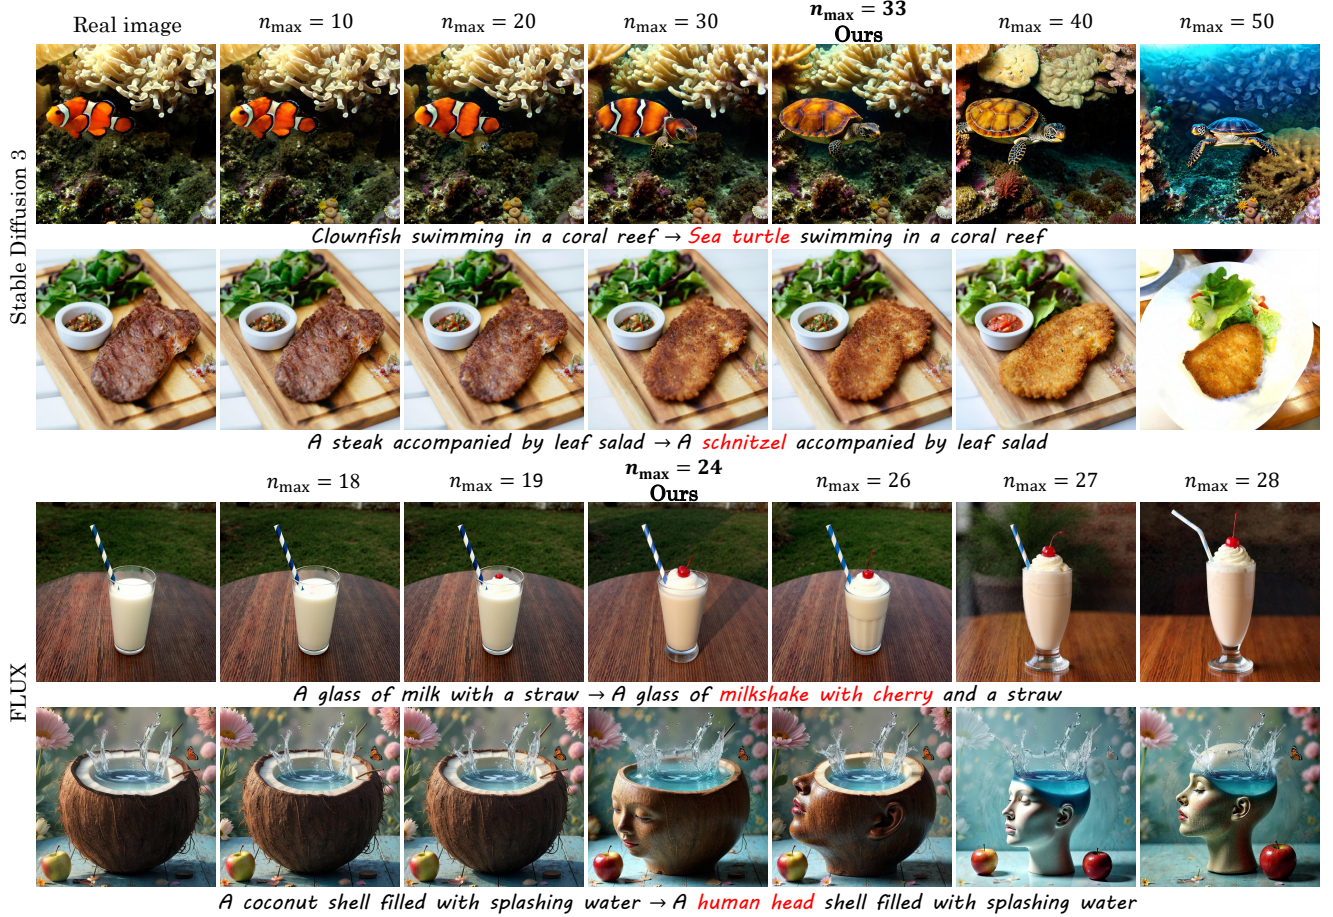 Real image n_max = 10 n_max = 20 n_max = 30 n_max = 33 n_max = 40 n_max = 50
Ours
Stable Diffusion 3
Clownfish swimming in a coral reef → Sea turtle swimming in a coral reef
A steak accompanied by leaf salad → A schnitzel accompanied by leaf salad
n_max = 18 n_max = 19 n_max = 24 n_max = 26 n_max = 27 n_max = 28
Ours
FLUX
A glass of milk with a straw → A glass of milkshake with cherry and a straw
A coconut shell filled with splashing water → A human head shell filled with splashing water